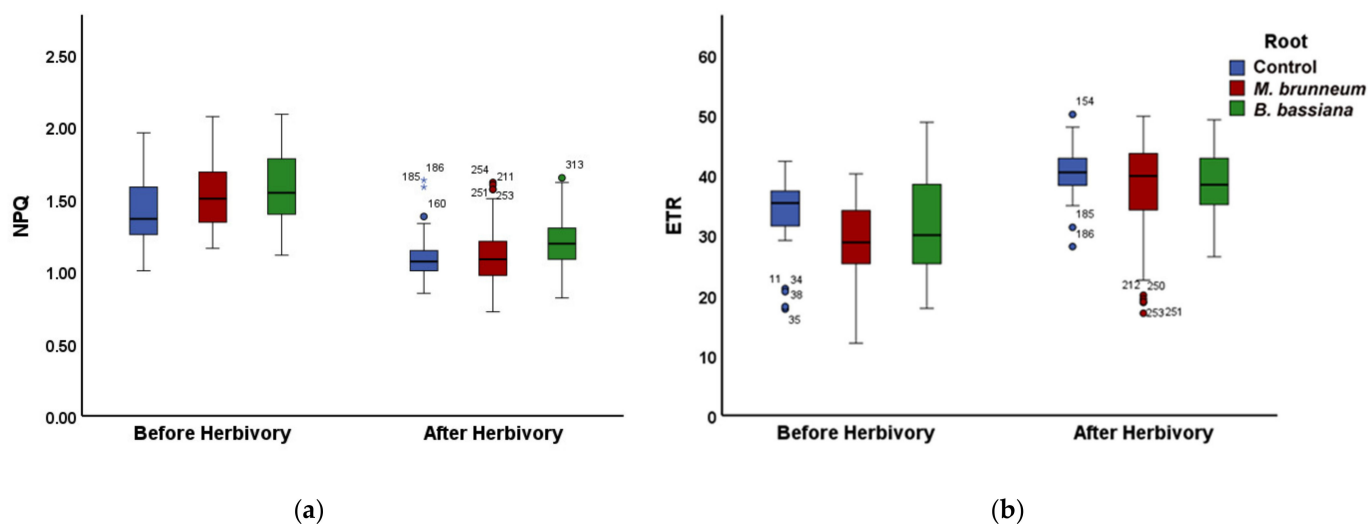 2.50
2.00
1.50
1.00
0.50
0.00
NPQ
185
186
160
254
211
251
253
313
Before Herbivory
After Herbivory
(a)
60
50
40
30
20
10
0
ETR
Root
Control
M. brunneum
B. bassiana
154
185
186
11
34
38
35
212
250
253
251
Before Herbivory
After Herbivory
(b)